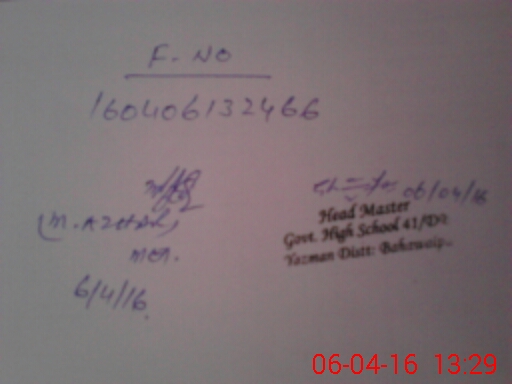 F. NO
160406132466
(M. AZHAR)
06/04/16
Head Master
Govt. High School 41/DB
Yazman Distt: Bahawalp..
6/4/16.
06-04-16 13:29